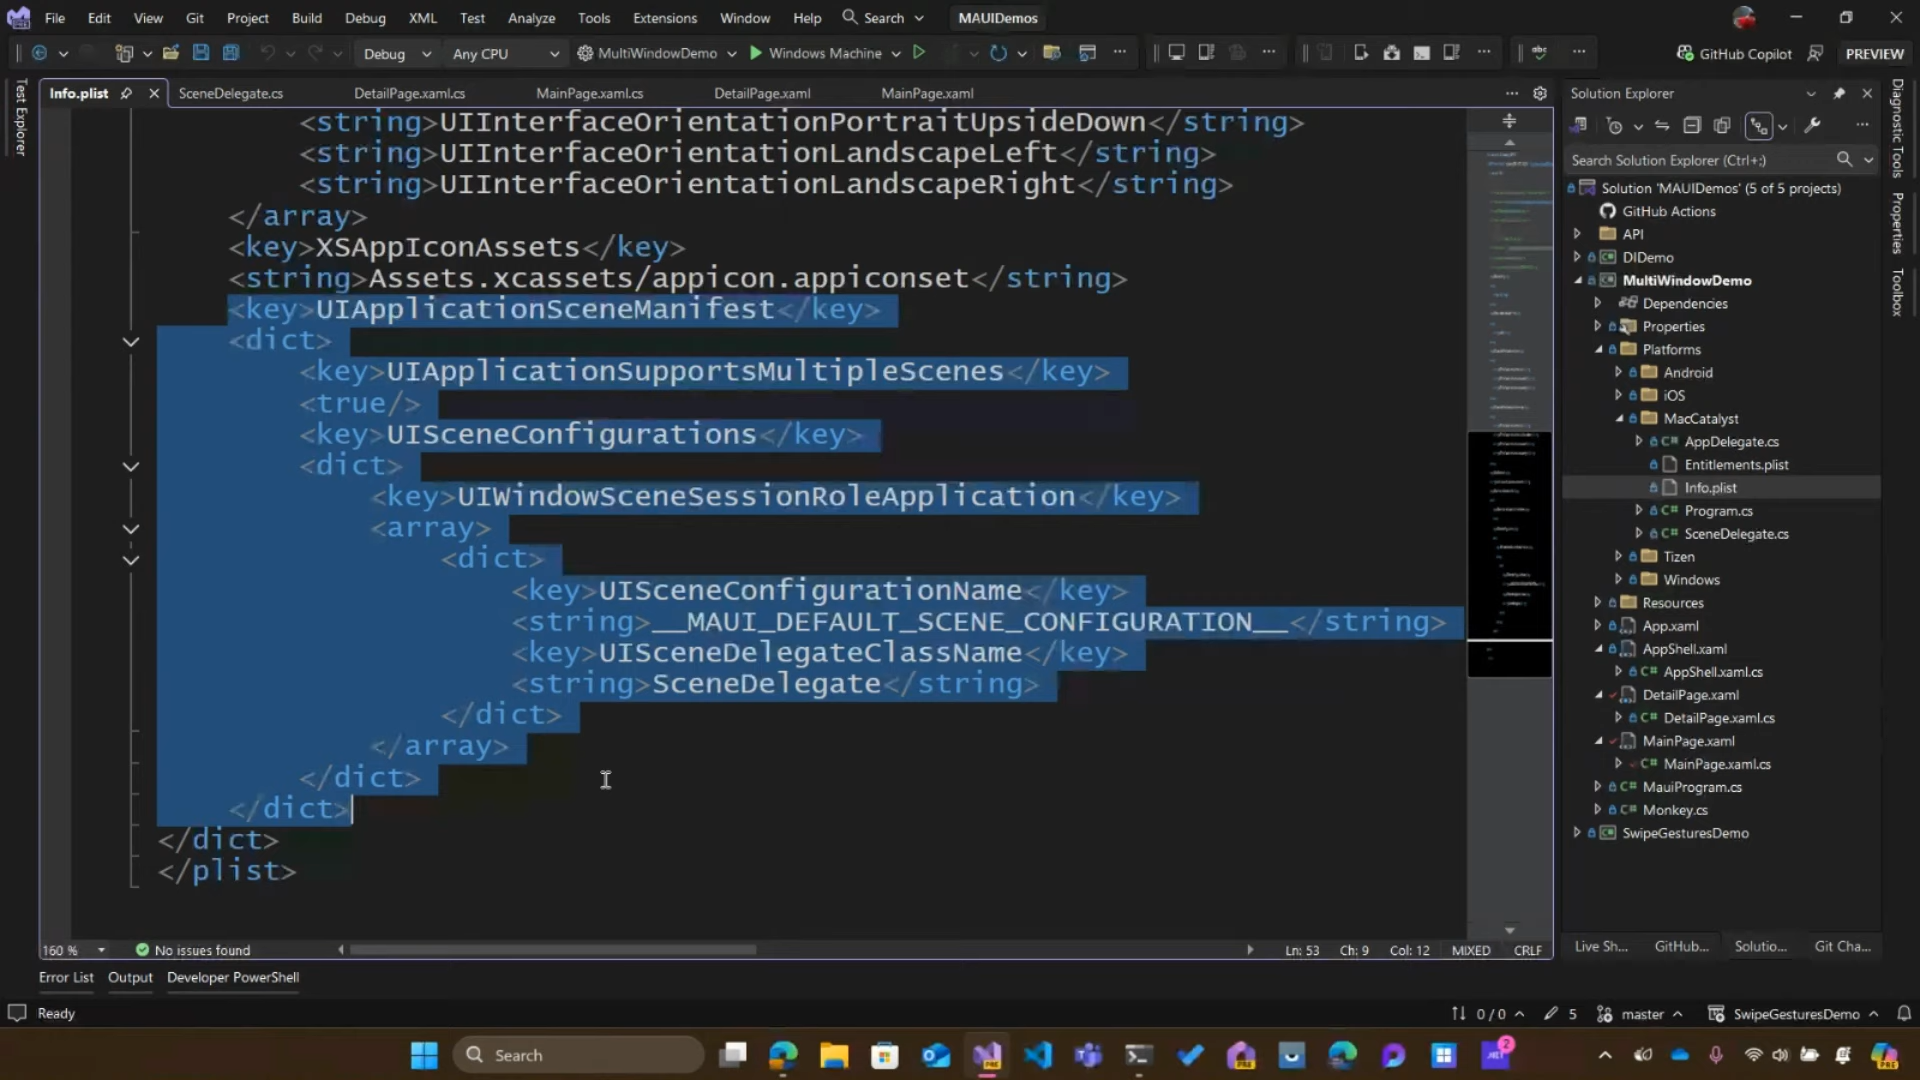 File Edit View Git Project Build Debug XML Test Analyze Tools Extensions Window Help Search MAUIDemos
Debug Any CPU MultiWindowDemo Windows Machine GitHub Copilot PREVIEW
Test Explorer
Info.plist SceneDelegate.cs DetailPage.xaml.cs MainPage.xaml.cs DetailPage.xaml MainPage.xaml
<string>UIInterfaceOrientationPortraitUpsideDown</string>
<string>UIInterfaceOrientationLandscapeLeft</string>
<string>UIInterfaceOrientationLandscapeRight</string>
</array>
<key>XSAppIconAssets</key>
<string>Assets.xcassets/appicon.appiconset</string>
<key>UIApplicationSceneManifest</key>
<dict>
<key>UIApplicationSupportsMultipleScenes</key>
<true/>
<key>UISceneConfigurations</key>
<dict>
<key>UIWindowSceneSessionRoleApplication</key>
<array>
<dict>
<key>UISceneConfigurationName</key>
<string>__MAUI_DEFAULT_SCENE_CONFIGURATION__</string>
<key>UISceneDelegateClassName</key>
<string>SceneDelegate</string>
</dict>
</array>
</dict>
</dict>
</dict>
</plist>
160 % No issues found Ln: 53 Ch: 9 Col: 12 MIXED CRLF
Solution Explorer
Search Solution Explorer (Ctrl+;)
Solution 'MAUIDemos' (5 of 5 projects)
GitHub Actions
API
DIDemo
MultiWindowDemo
Dependencies
Properties
Platforms
Android
iOS
MacCatalyst
AppDelegate.cs
Entitlements.plist
Info.plist
Program.cs
SceneDelegate.cs
Tizen
Windows
Resources
App.xaml
AppShell.xaml
AppShell.xaml.cs
DetailPage.xaml
DetailPage.xaml.cs
MainPage.xaml
MainPage.xaml.cs
MauiProgram.cs
Monkey.cs
SwipeGesturesDemo
Live Sh... GitHub... Solutio... Git Cha...
Diagnostic Tools
Properties
Toolbox
Error List Output Developer PowerShell
Ready 0 / 0 5 master SwipeGesturesDemo
Search
2